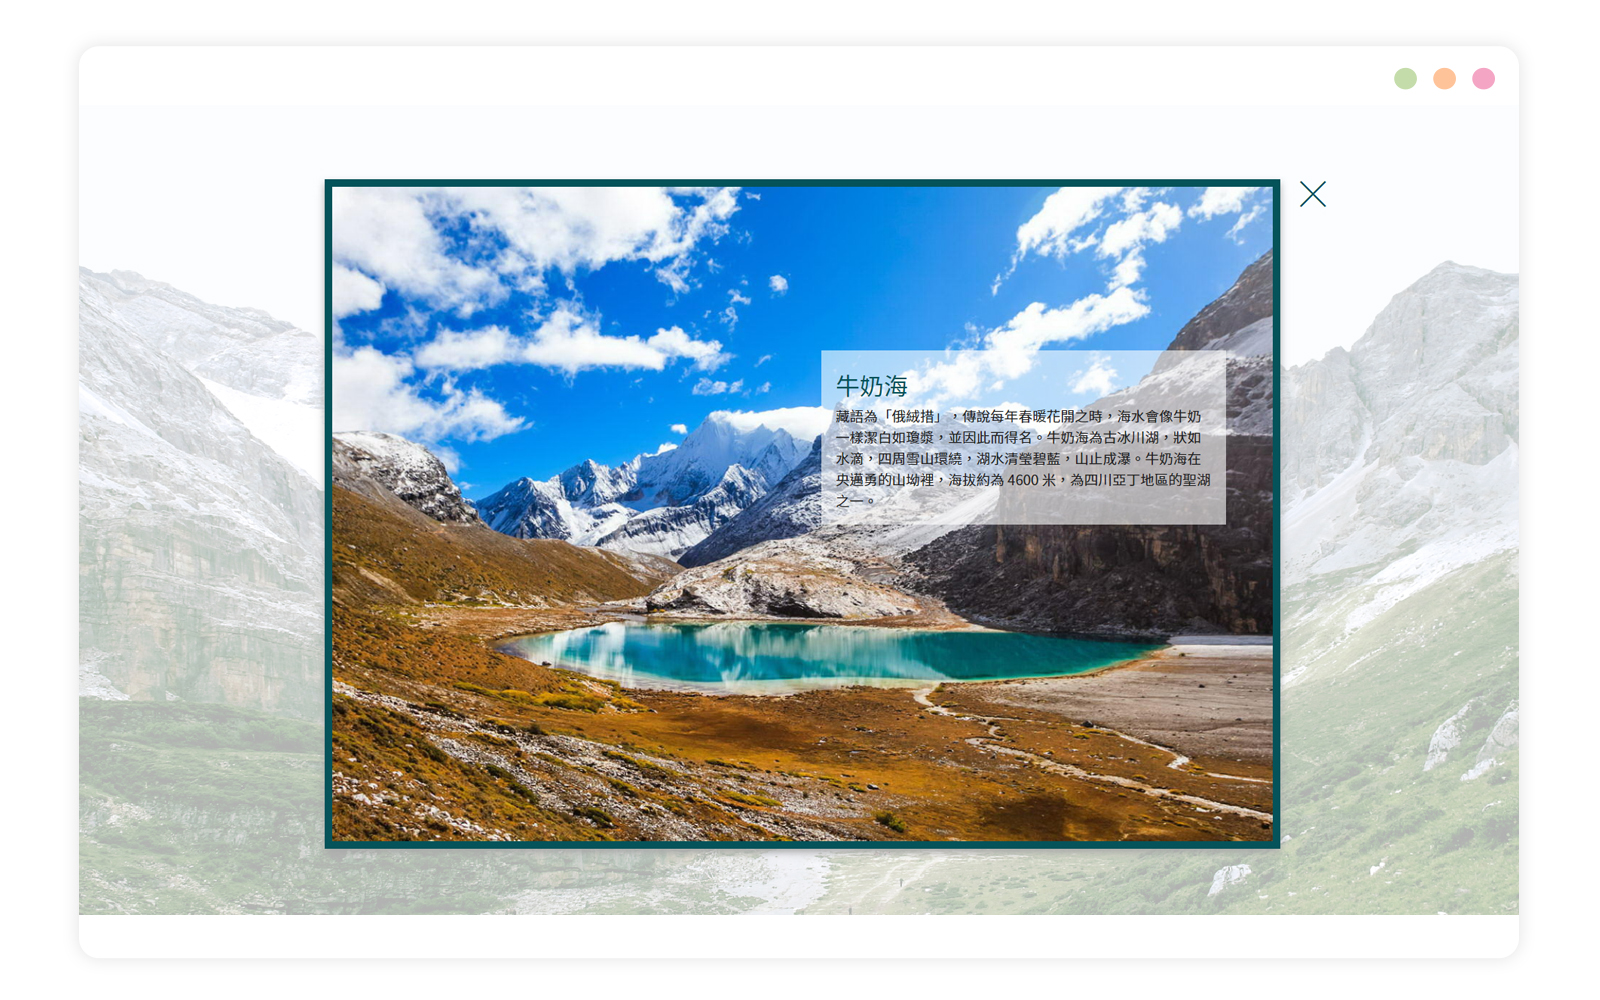 牛奶海
藏語為「俄絨措」，傳說每年春暖花開之時，海水會像牛奶
一樣潔白如瓊漿，並因此而得名。牛奶海為古冰川湖，狀如
水滴，四周雪山環繞，湖水清瑩碧藍，山止成瀑。牛奶海在
央邁勇的山坳裡，海拔約為 4600 米，為四川亞丁地區的聖湖
之一。